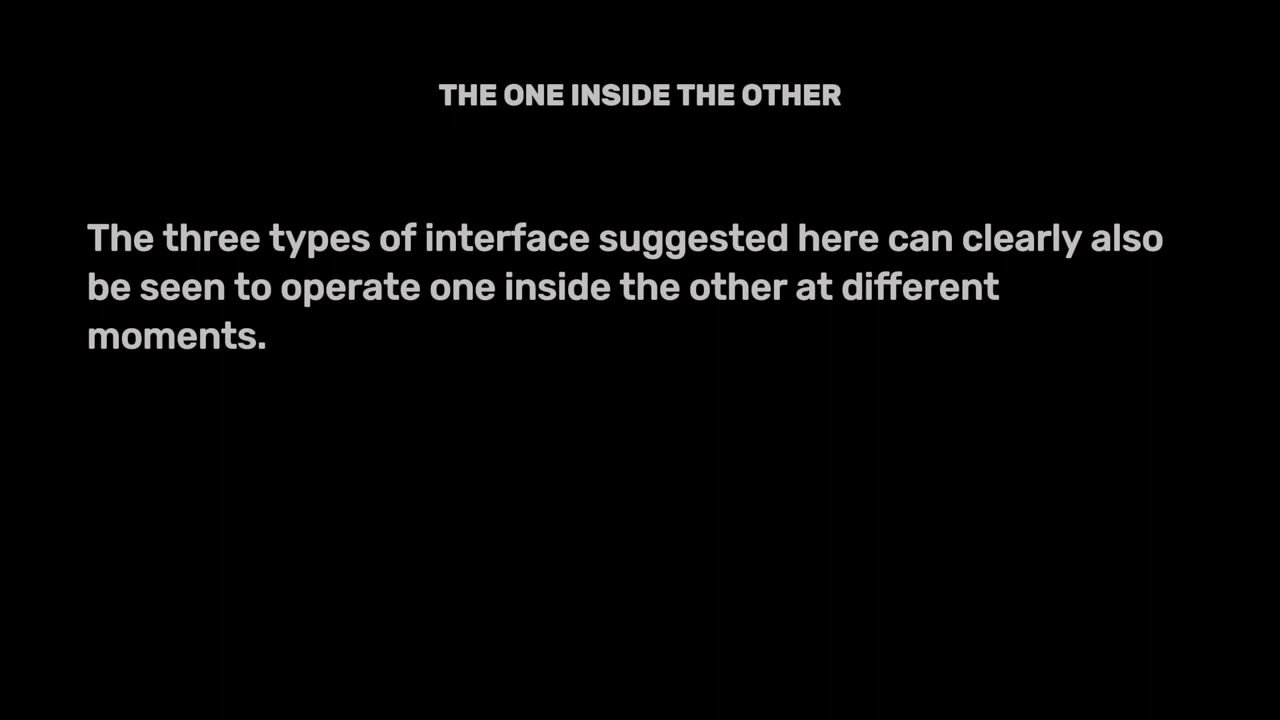 THE ONE INSIDE THE OTHER
The three types of interface suggested here can clearly also
be seen to operate one inside the other at different
moments.